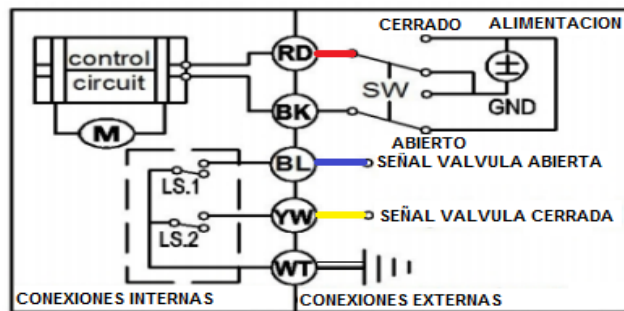 CERRADO
ALIMENTACION
control
circuit
RD
SW
GND
M
BK
ABIERTO
BL
SEÑAL VALVULA ABIERTA
LS.1
YW
SEÑAL VALVULA CERRADA
LS.2
WT
CONEXIONES INTERNAS
CONEXIONES EXTERNAS